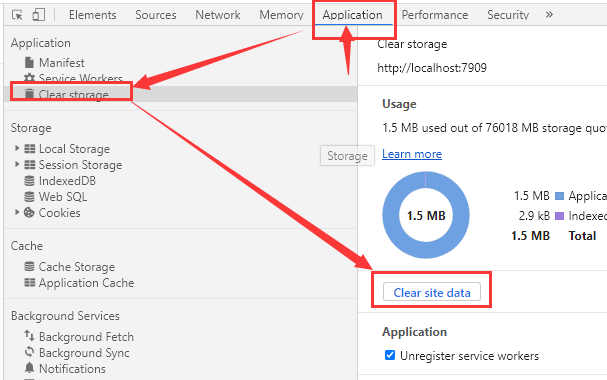 Elements Sources Network Memory Application Performance Security »
Application
Manifest
Service Workers
Clear storage
Storage
Local Storage
Session Storage
IndexedDB
Web SQL
Cookies
Cache
Cache Storage
Application Cache
Background Services
Background Fetch
Background Sync
Notifications
Storage
Clear storage
http://localhost:7909
Usage
1.5 MB used out of 76018 MB storage quo
Learn more
1.5 MB
1.5 MB Applica
2.9 kB Indexed
1.5 MB Total
Clear site data
Application
Unregister service workers